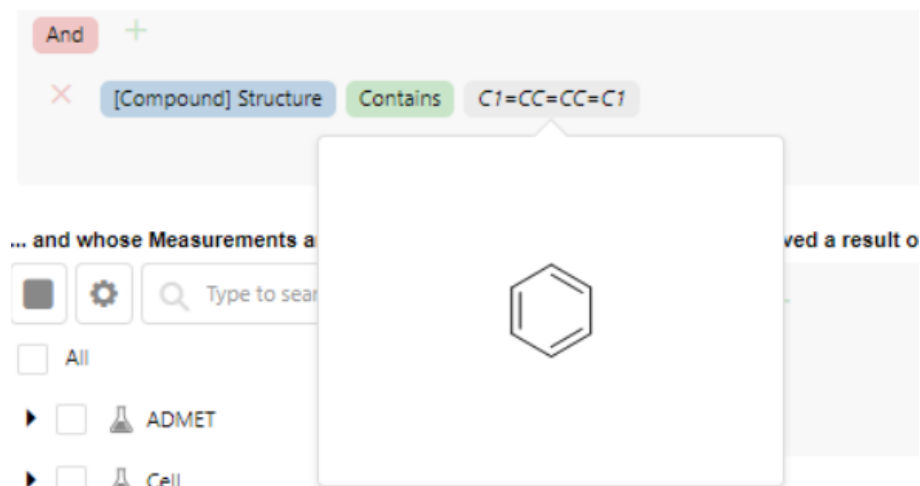 And
[Compound] Structure Contains C1=CC=CC=C1
... and whose Measurements a ved a result o
Type to sear
All
ADMET
Cell